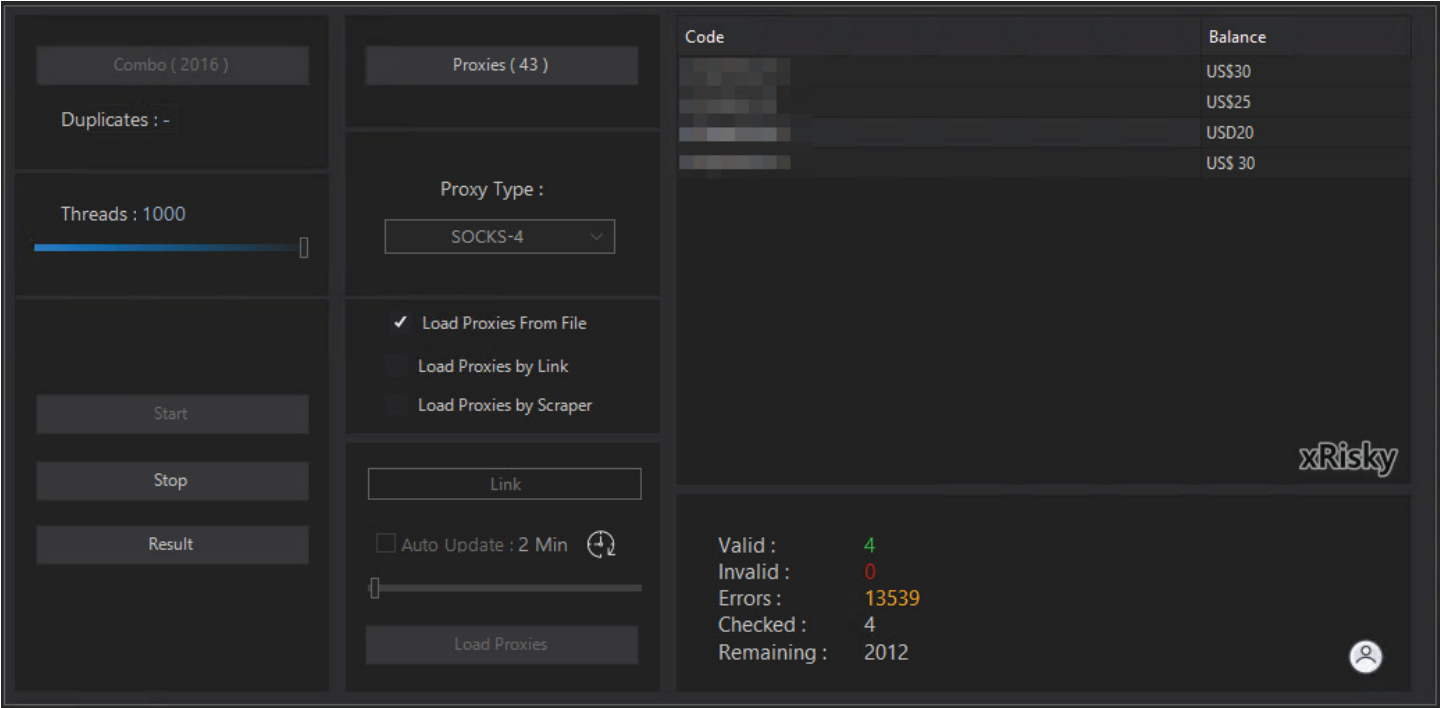 Combo ( 2016 )
Duplicates : -
Threads : 1000
Start
Stop
Result
Proxies ( 43 )
Proxy Type :
SOCKS-4
Load Proxies From File
Load Proxies by Link
Load Proxies by Scraper
Link
Auto Update : 2 Min
Load Proxies
Code Balance
US$30
US$25
USD20
US$ 30
xRisky
Valid : 4
Invalid : 0
Errors : 13539
Checked : 4
Remaining : 2012